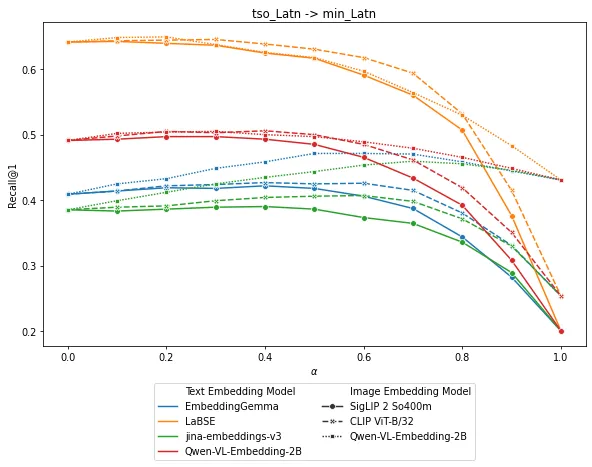 tso_Latn -> min_Latn
Recall@1
0.6
0.5
0.4
0.3
0.2
0.0 0.2 0.4 0.6 0.8 1.0
α
Text Embedding Model Image Embedding Model
EmbeddingGemma SigLIP 2 So400m
LaBSE CLIP ViT-B/32
jina-embeddings-v3 Qwen-VL-Embedding-2B
Qwen-VL-Embedding-2B